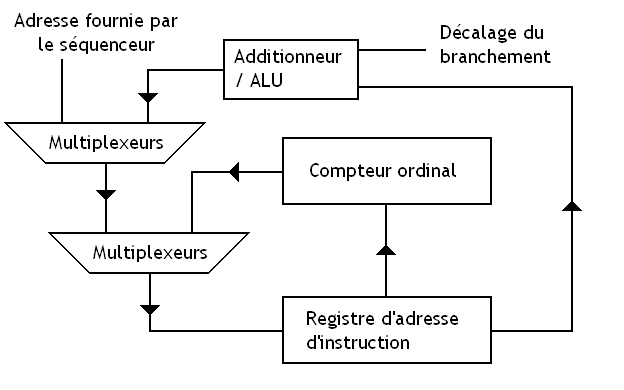 Adresse fournie par
le séquenceur
Additionneur
/ ALU
Décalage du
branchement
Multiplexeurs
Compteur ordinal
Multiplexeurs
Registre d'adresse
d'instruction